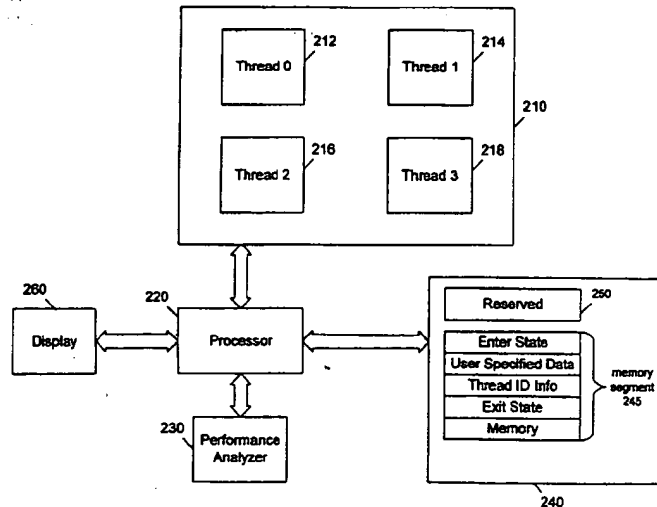 212
214
Thread 0
Thread 1
210
216
218
Thread 2
Thread 3
260
220
250
Reserved
Display
Processor
Enter State
User Specified Data
Thread ID Info
Exit State
Memory
memory
segment
245
230
Performance
Analyzer
240